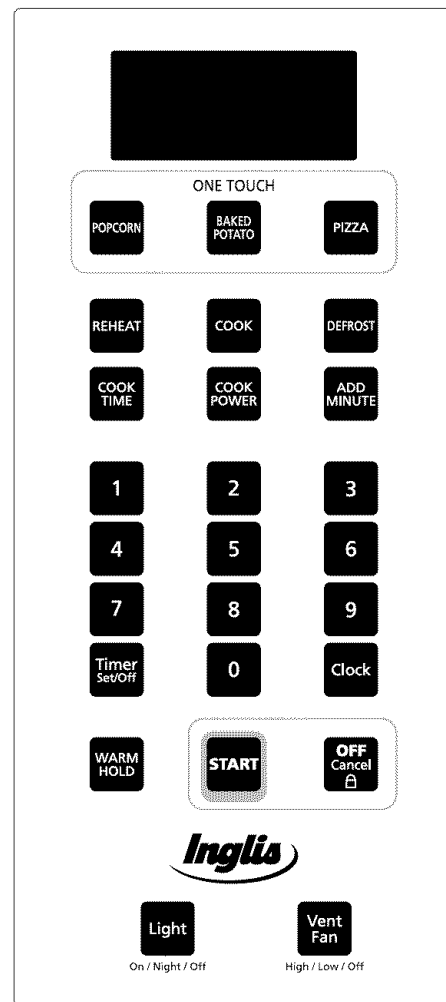 ONE TOUCH
POPCORN
BAKED
POTATO
PIZZA
REHEAT
COOK
DEFROST
COOK
TIME
COOK
POWER
ADD
MINUTE
1
2
3
4
5
6
7
8
9
Timer
Set/Off
0
Clock
WARM
HOLD
START
OFF
Cancel
Inglis
Light
On / Night / Off
Vent
Fan
High / Low / Off